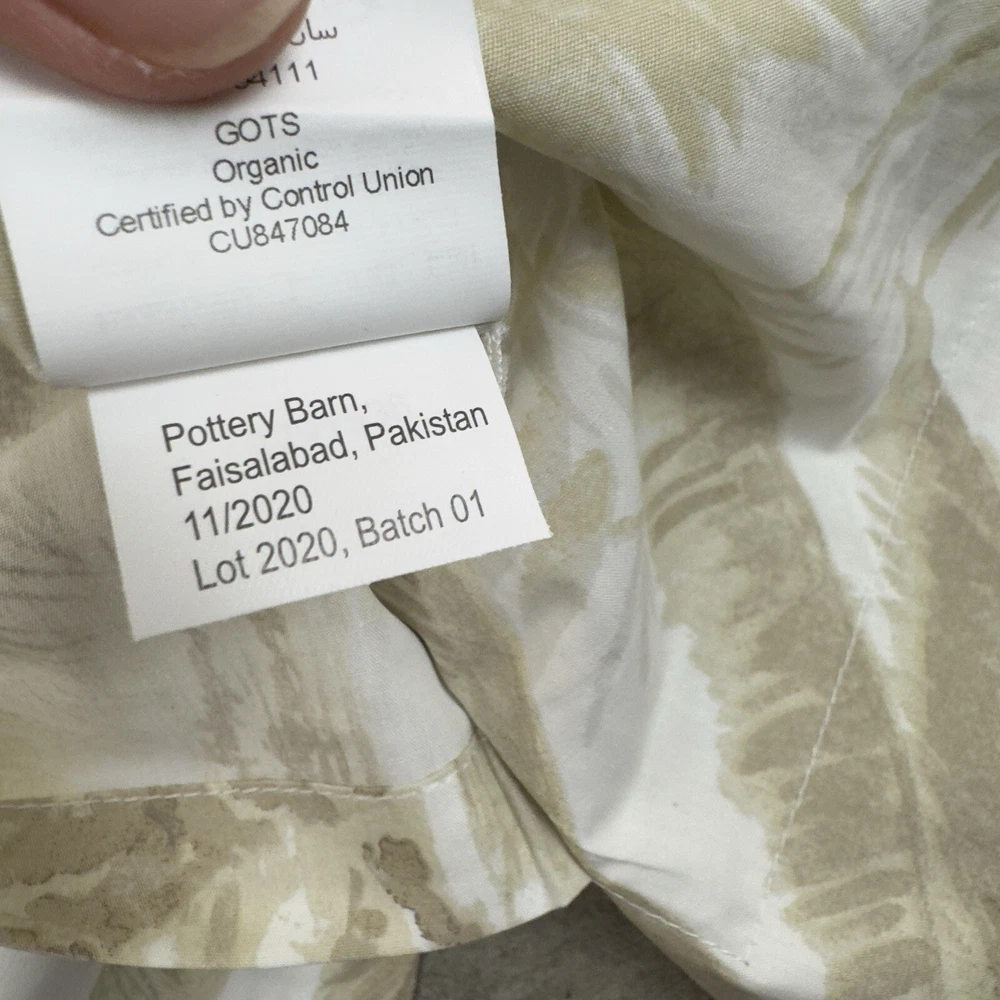 GOTS
Organic
Certified by Control Union
CU847084
Pottery Barn,
Faisalabad, Pakistan
11/2020
Lot 2020, Batch 01